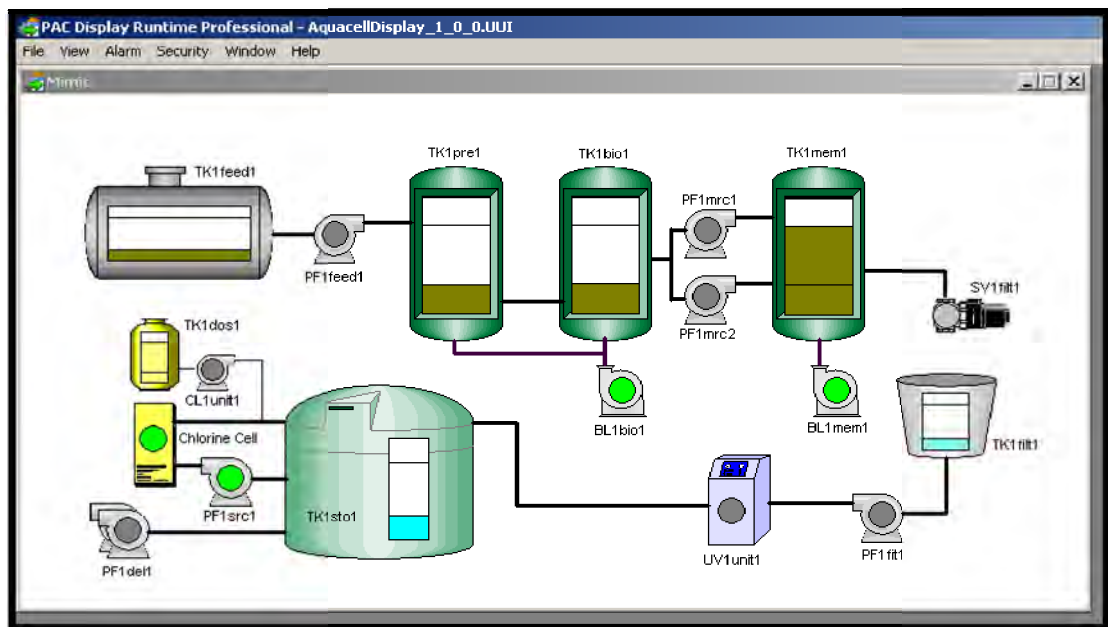 PAC Display Runtime Professional - AquacellDisplay_1_0_0.UUI
File View Alarm Security Window Help
Mimic
TK1pre1
TK1bio1
TK1mem1
TK1feed1
PF1mrc1
PF1feed1
SV1filt1
TK1dos1
PF1mrc2
CL1unit1
BL1bio1
BL1mem1
Chlorine Cell
TK1filt1
PF1src1
TK1sto1
PF1fit1
UV1unit1
PF1del1